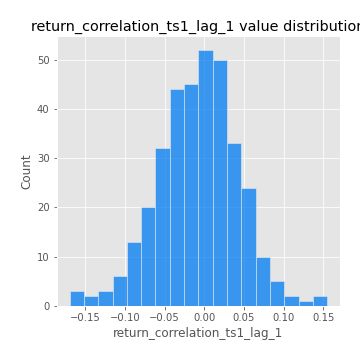 return_correlation_ts1_lag_1 value distribution
50
40
30
20
10
0
Count
−0.15 −0.10 −0.05 0.00 0.05 0.10 0.15
return_correlation_ts1_lag_1